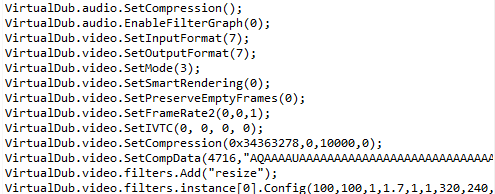 VirtualDub.audio.SetCompression();
VirtualDub.audio.EnableFilterGraph(0);
VirtualDub.video.SetInputFormat(7);
VirtualDub.video.SetOutputFormat(7);
VirtualDub.video.SetMode(3);
VirtualDub.video.SetSmartRendering(0);
VirtualDub.video.SetPreserveEmptyFrames(0);
VirtualDub.video.SetFrameRate2(0,0,1);
VirtualDub.video.SetIVTC(0, 0, 0, 0);
VirtualDub.video.SetCompression(0x34363278,0,10000,0);
VirtualDub.video.SetCompData(4716,"AQAAAAUAAAAAAAAAAAAAAAAAAAAAAAAAAAAA
VirtualDub.video.filters.Add("resize");
VirtualDub.video.filters.instance[0].Config(100,100,1,1.7,1,1,320,240,